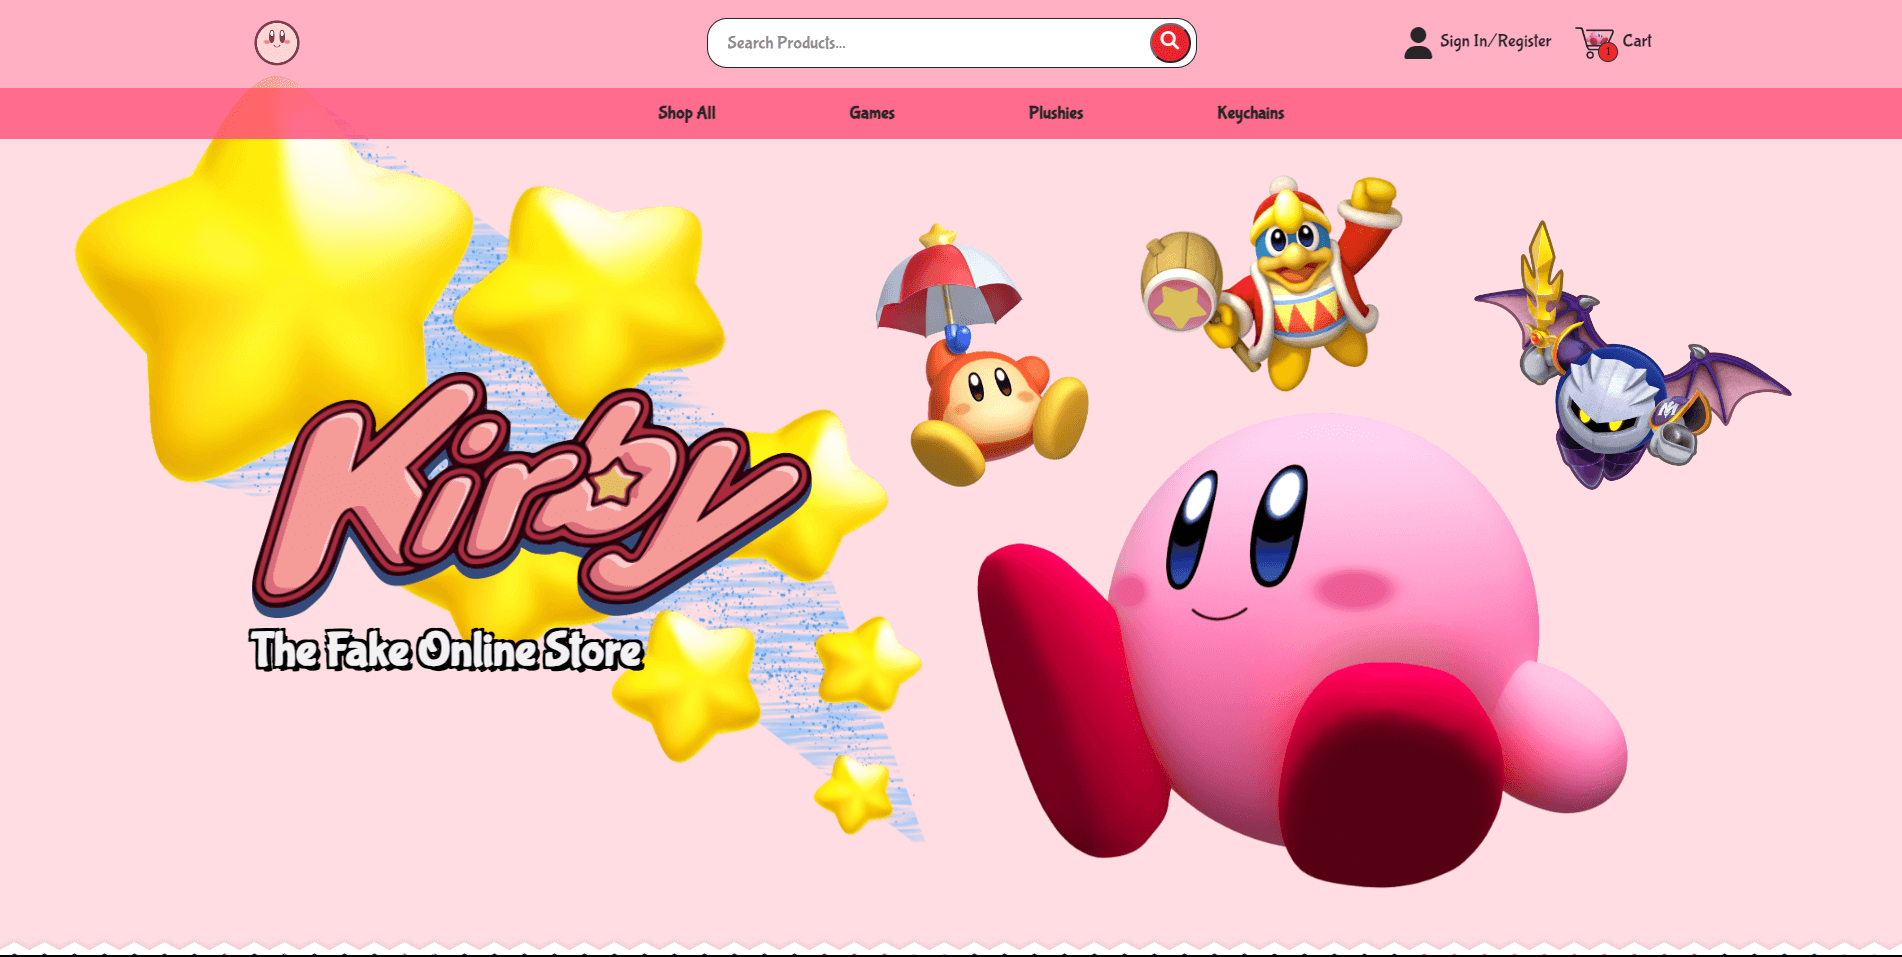 Search Products...
Sign In/Register
1
Cart
Shop All
Games
Plushies
Keychains
Kirby
The Fake Online Store
M